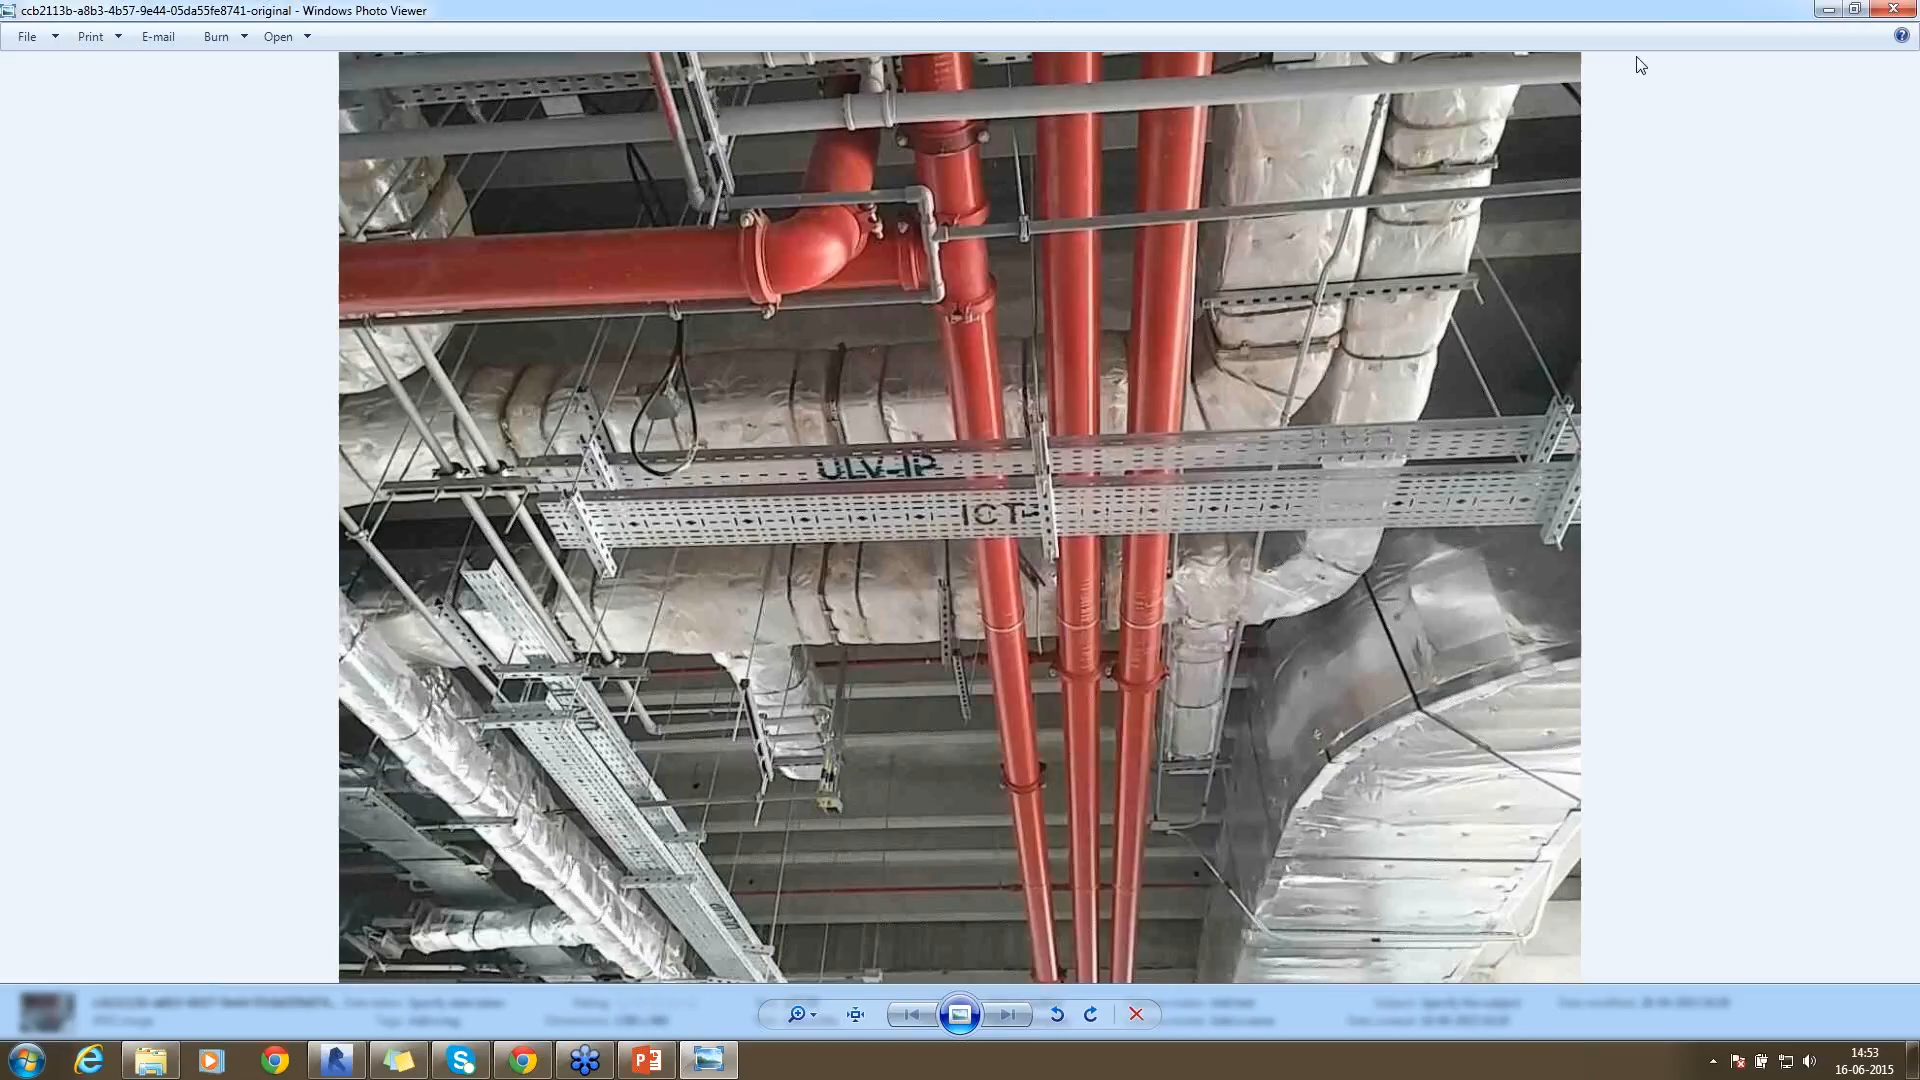 ccb2113b-a8b3-4b57-9e44-05da55fe8741-original - Windows Photo Viewer
File Print E-mail Burn Open
ULV-IP
ICT-
14:53
16-06-2015